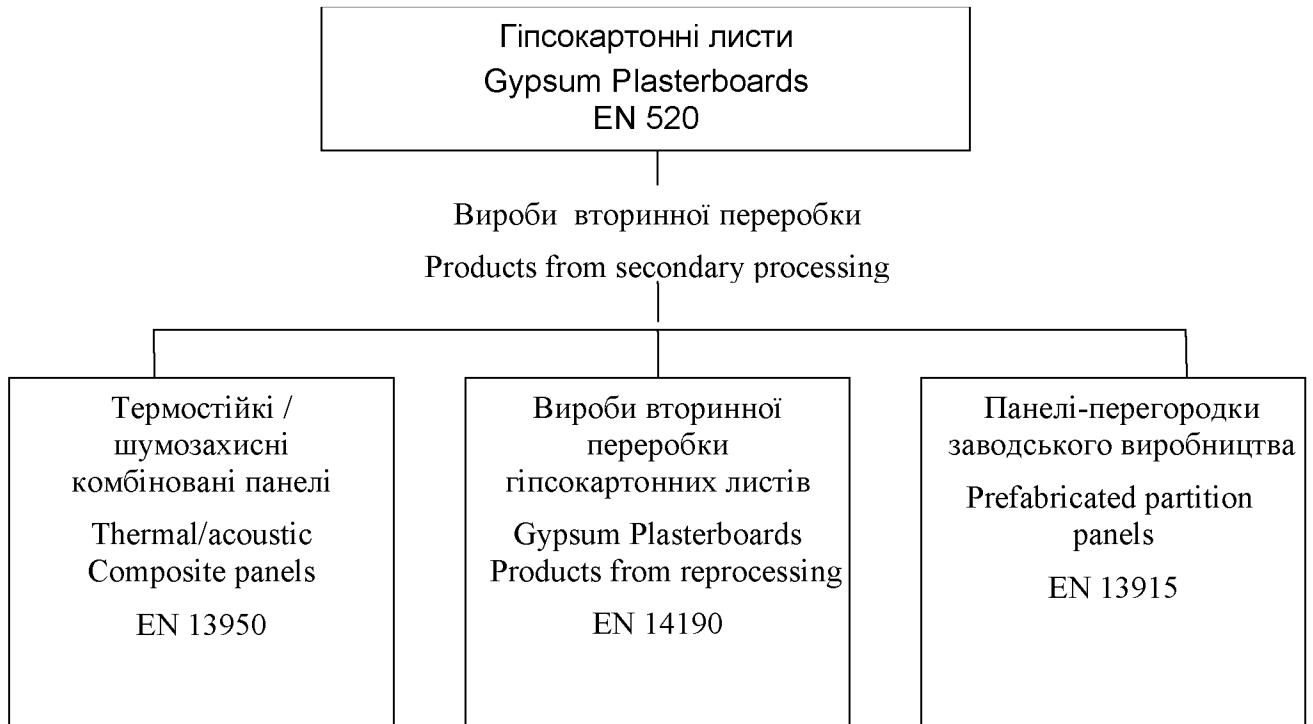 Гіпсокартонні листи
Gypsum Plasterboards
EN 520
Вироби вторинної переробки
Products from secondary processing
Термостійкі /
шумозахисні
комбіновані панелі
Thermal/acoustic
Composite panels
EN 13950
Вироби вторинної
переробки
гіпсокартонних листів
Gypsum Plasterboards
Products from reprocessing
EN 14190
Панелі-перегородки
заводського виробництва
Prefabricated partition
panels
EN 13915